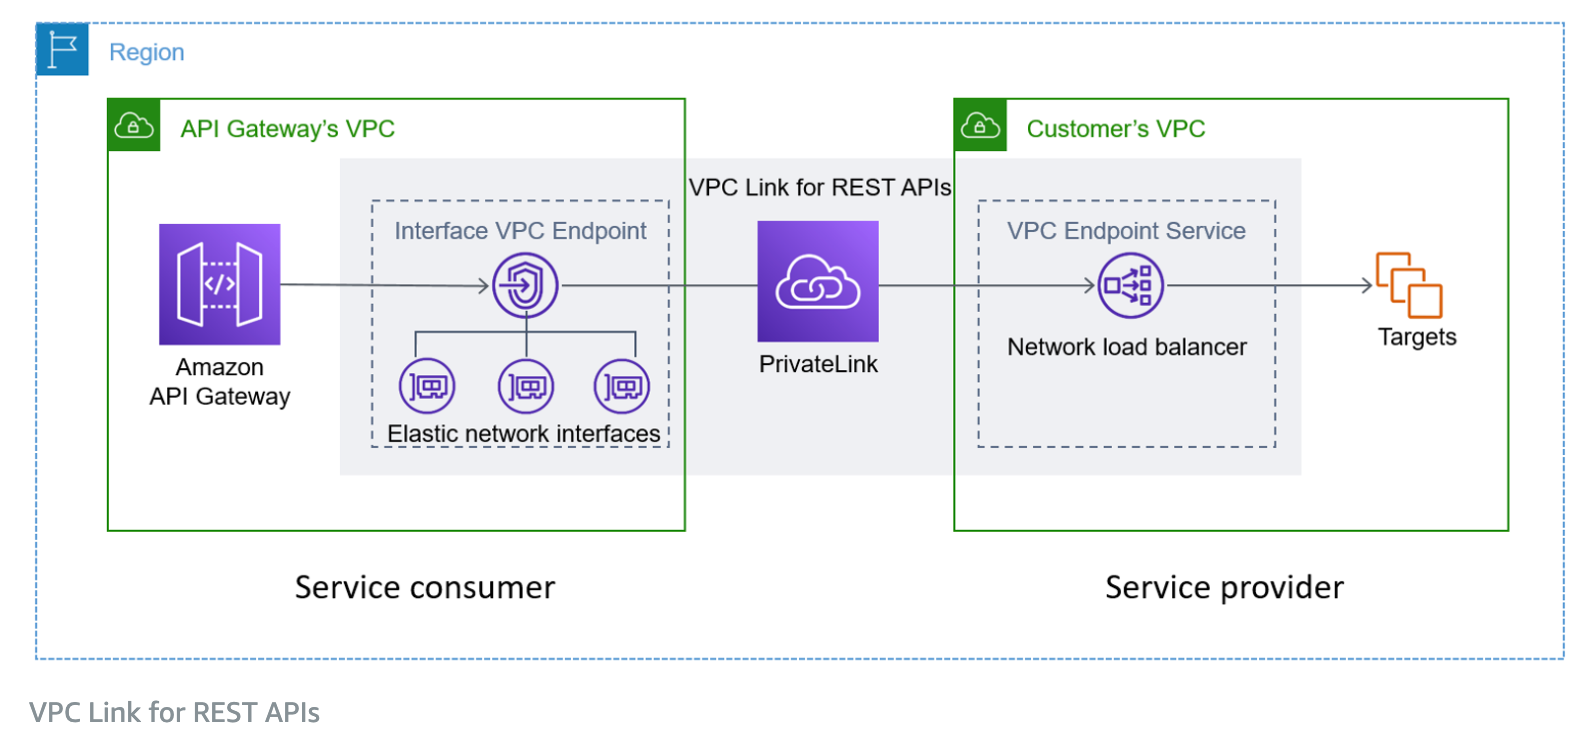 Region
API Gateway’s VPC
Customer’s VPC
VPC Link for REST APIs
Interface VPC Endpoint
VPC Endpoint Service
</>
Amazon
API Gateway
Elastic network interfaces
PrivateLink
Network load balancer
Targets
Service consumer
Service provider
VPC Link for REST APIs